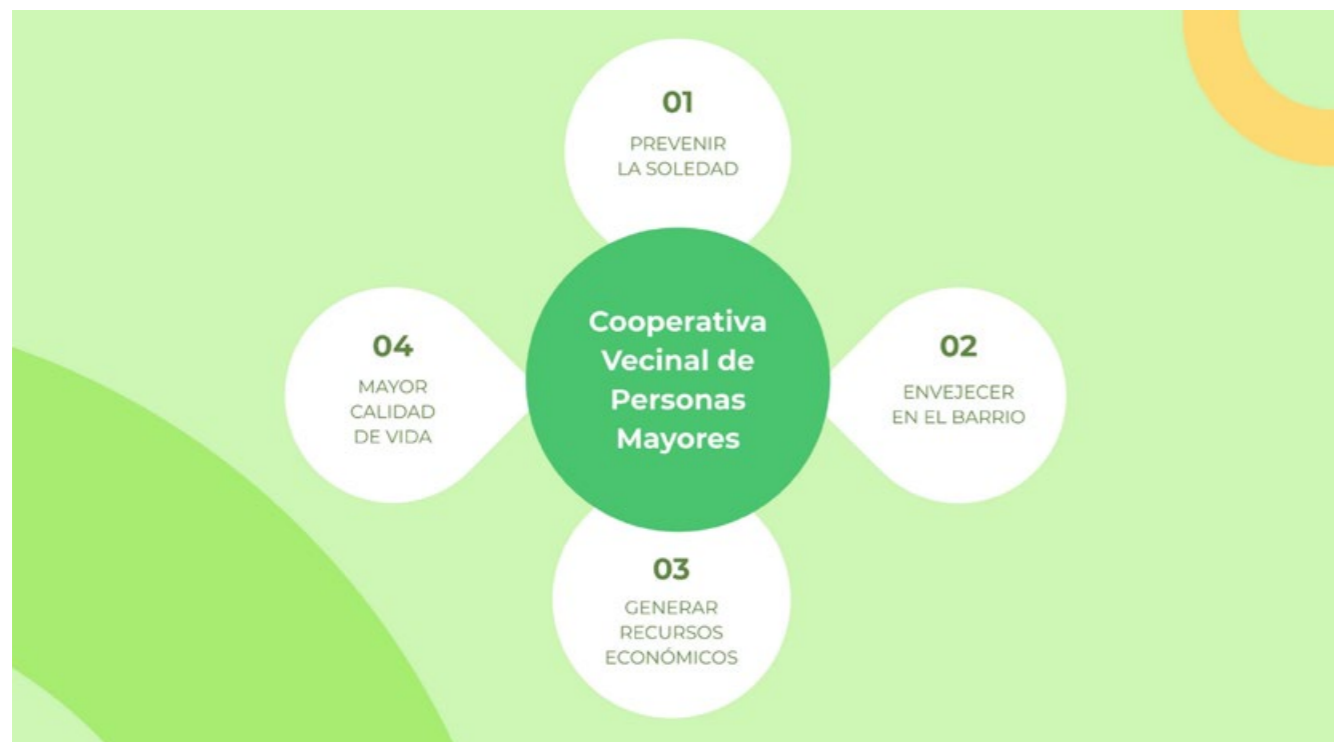 01
PREVENIR
LA SOLEDAD
Cooperativa
Vecinal de
Personas
Mayores
02
ENVEJECER
EN EL BARRIO
03
GENERAR
RECURSOS
ECONÓMICOS
04
MAYOR
CALIDAD
DE VIDA